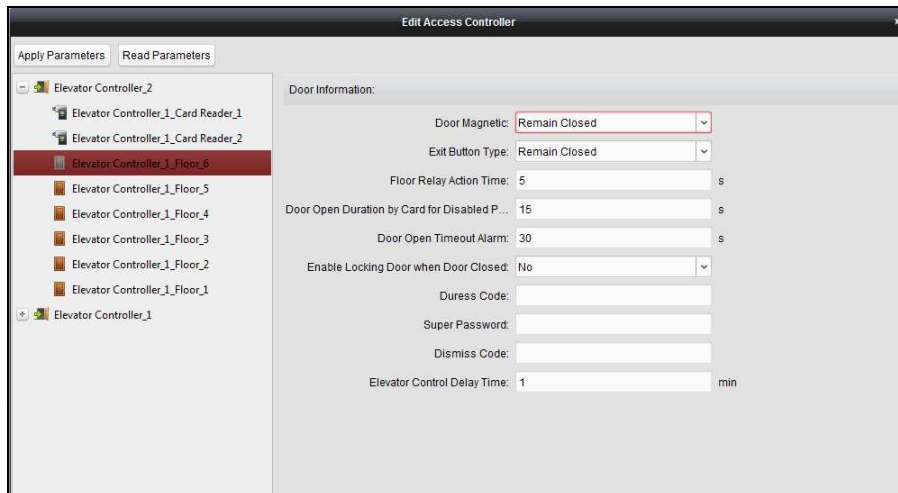 Edit Access Controller
Apply Parameters Read Parameters
Elevator Controller_2
Elevator Controller_1_Card Reader_1
Elevator Controller_1_Card Reader_2
Elevator Controller_1_Floor_6
Elevator Controller_1_Floor_5
Elevator Controller_1_Floor_4
Elevator Controller_1_Floor_3
Elevator Controller_1_Floor_2
Elevator Controller_1_Floor_1
Elevator Controller_1
Door Information:
Door Magnetic: Remain Closed
Exit Button Type: Remain Closed
Floor Relay Action Time: 5 s
Door Open Duration by Card for Disabled P... 15 s
Door Open Timeout Alarm: 30 s
Enable Locking Door when Door Closed: No
Duress Code:
Super Password:
Dismiss Code:
Elevator Control Delay Time: 1 min